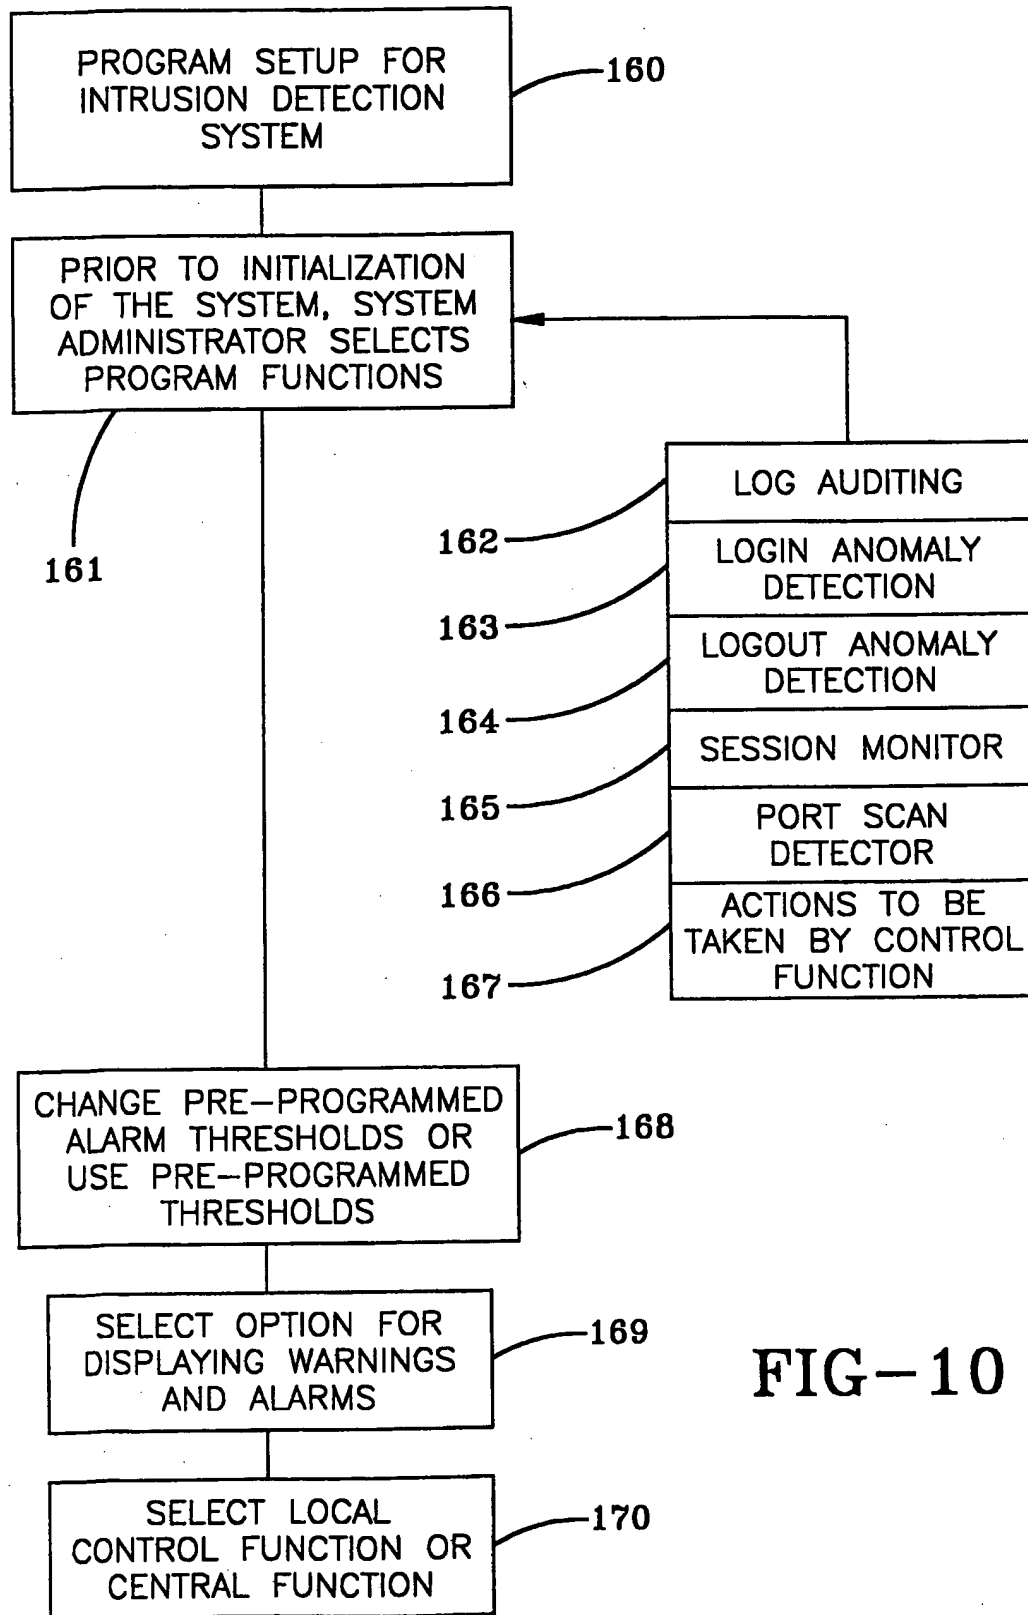 PROGRAM SETUP FOR
INTRUSION DETECTION
SYSTEM
160
PRIOR TO INITIALIZATION
OF THE SYSTEM, SYSTEM
ADMINISTRATOR SELECTS
PROGRAM FUNCTIONS
161
LOG AUDITING
162
LOGIN ANOMALY
DETECTION
163
LOGOUT ANOMALY
DETECTION
164
SESSION MONITOR
165
PORT SCAN
DETECTOR
166
ACTIONS TO BE
TAKEN BY CONTROL
FUNCTION
167
CHANGE PRE-PROGRAMMED
ALARM THRESHOLDS OR
USE PRE-PROGRAMMED
THRESHOLDS
168
SELECT OPTION FOR
DISPLAYING WARNINGS
AND ALARMS
169
SELECT LOCAL
CONTROL FUNCTION OR
CENTRAL FUNCTION
170
FIG-10